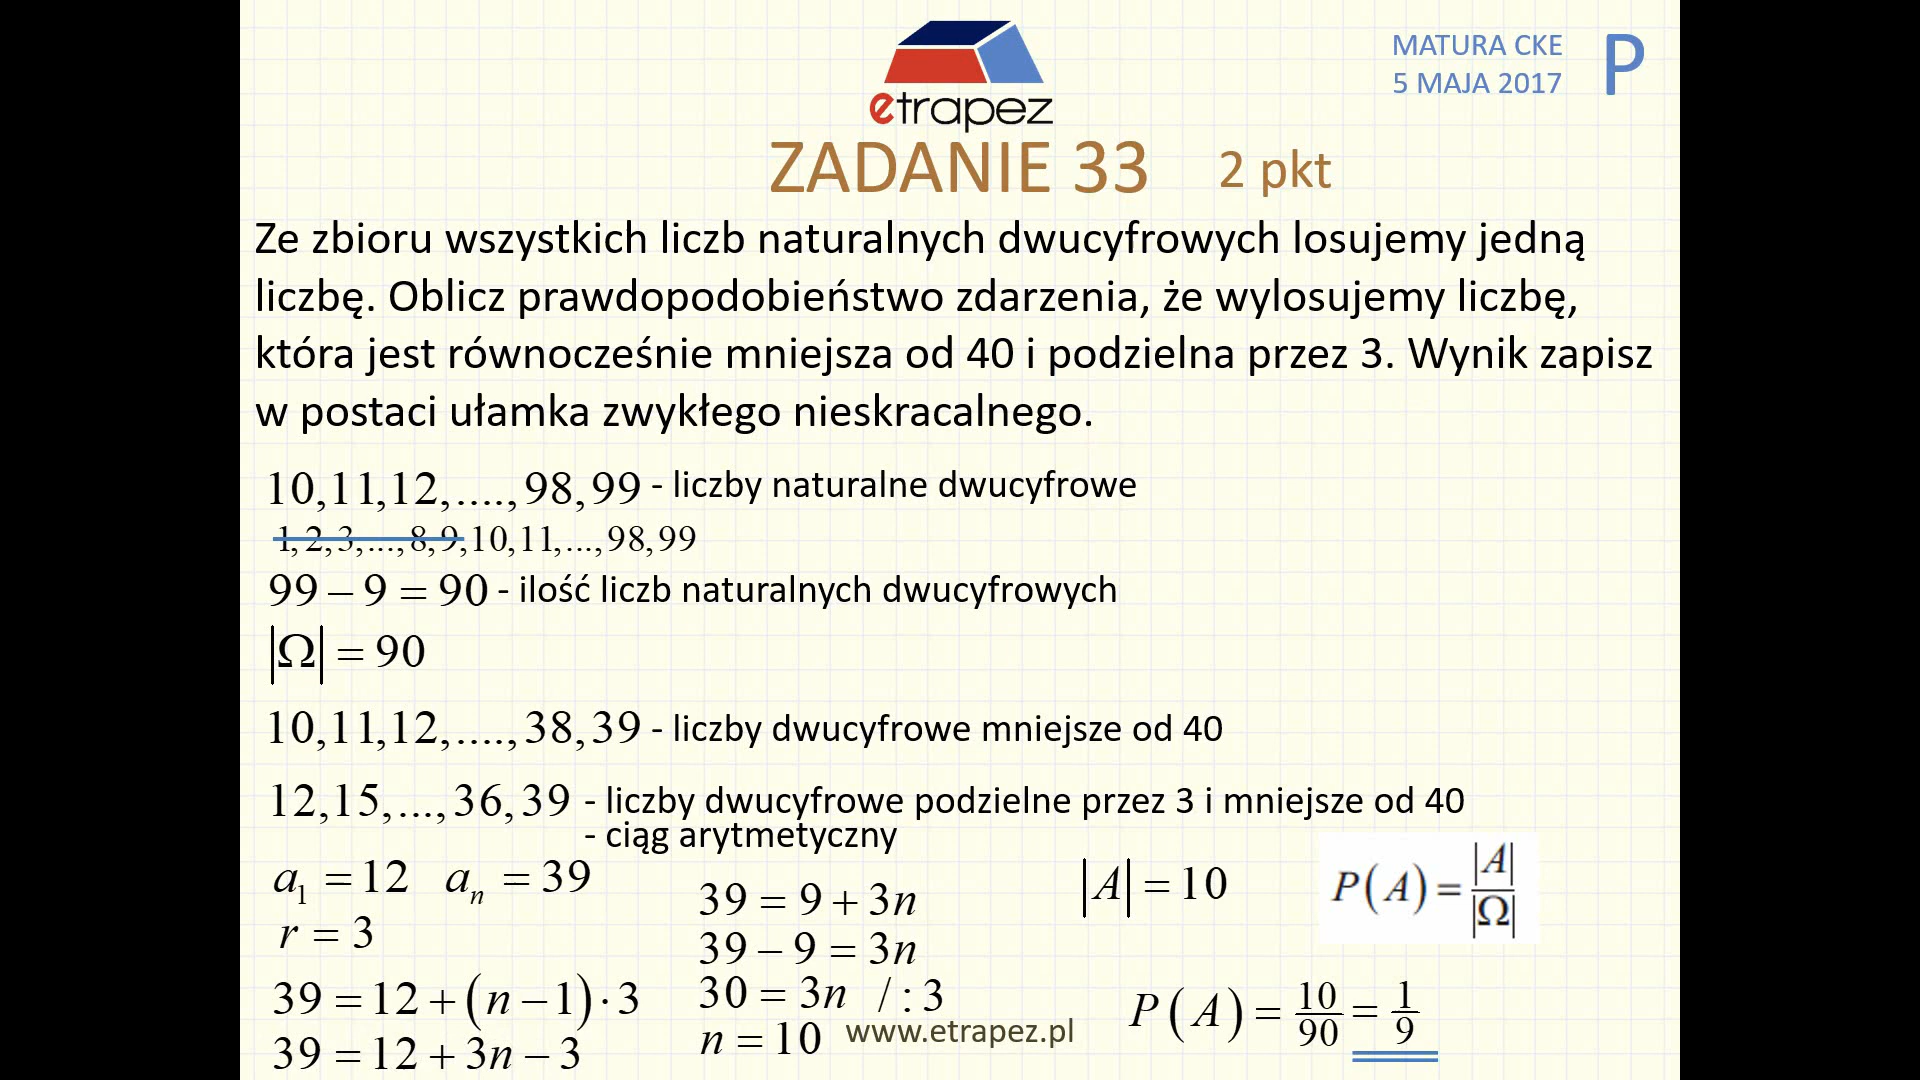 etrapez
MATURA CKE
5 MAJA 2017
P
ZADANIE 33 2 pkt
Ze zbioru wszystkich liczb naturalnych dwucyfrowych losujemy jedną
liczbę. Oblicz prawdopodobieństwo zdarzenia, że wylosujemy liczbę,
która jest równocześnie mniejsza od 40 i podzielna przez 3. Wynik zapisz
w postaci ułamka zwykłego nieskracalnego.
10,11,12,....,98,99 - liczby naturalne dwucyfrowe
1,2,3,...,8,9,10,11,...,98,99
99 – 9 = 90 - ilość liczb naturalnych dwucyfrowych
|Ω| = 90
10,11,12,....,38,39 - liczby dwucyfrowe mniejsze od 40
12,15,...,36,39 - liczby dwucyfrowe podzielne przez 3 i mniejsze od 40
- ciąg arytmetyczny
a₁ = 12 aₙ = 39
r = 3
39 = 12 + (n – 1) · 3
39 = 12 + 3n – 3
39 = 9 + 3n
39 – 9 = 3n
30 = 3n / : 3
n = 10
www.etrapez.pl
|A| = 10
P(A) = |A|/|Ω|
P(A) = 10/90 = 1/9